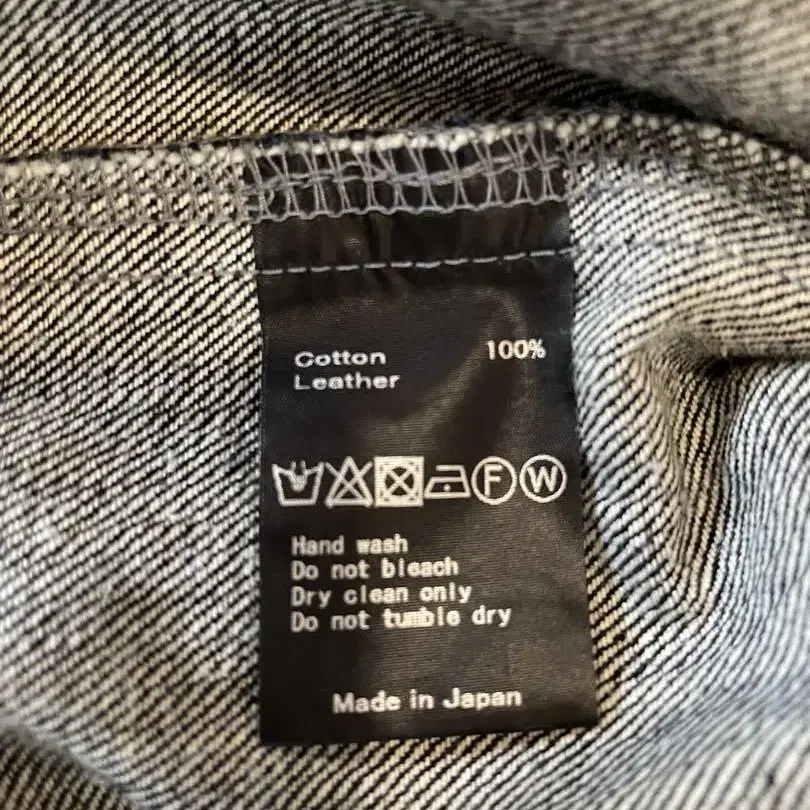 Cotton 100%
Leather
F W
Hand wash
Do not bleach
Dry clean only
Do not tumble dry
Made in Japan